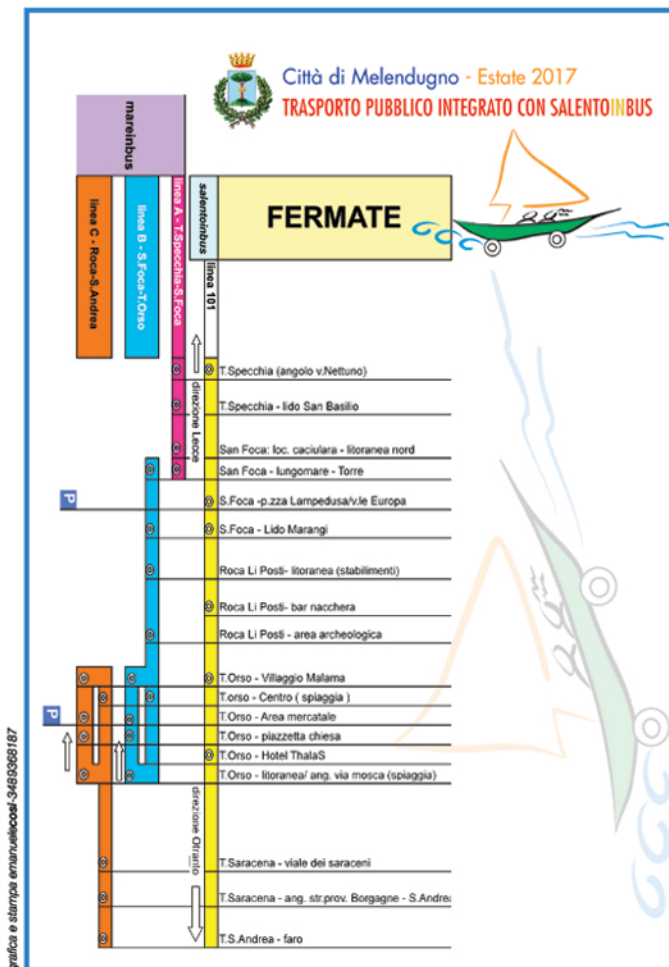 Città di Melendugno - Estate 2017
TRASPORTO PUBBLICO INTEGRATO CON SALENTOINBUS
mareinbus
linea C - Roca-S.Andrea
linea B - S.Foca-T.Orso
linea A - T.Specchia-S.Foca
salentoinbus
linea 101
FERMATE
direzione Lecce
T.Specchia (angolo v.Nettuno)
T.Specchia - lido San Basilio
San Foca: loc. caciulara - litoranea nord
San Foca - lungomare - Torre
P
S.Foca -p.zza Lampedusa/v.le Europa
S.Foca - Lido Marangi
Roca Li Posti- litoranea (stabilimenti)
Roca Li Posti- bar nacchera
Roca Li Posti - area archeologica
T.Orso - Villaggio Malama
T.orso - Centro ( spiaggia )
P
T.Orso - Area mercatale
T.Orso - piazzetta chiesa
T.Orso - Hotel ThalaS
T.Orso - litoranea/ ang. via mosca (spiaggia)
direzione Otranto
T.Saracena - viale dei saraceni
T.Saracena - ang. str.prov. Borgagne - S.Andrea
T.S.Andrea - faro
grafica e stampa emanuelecosi-3489368187